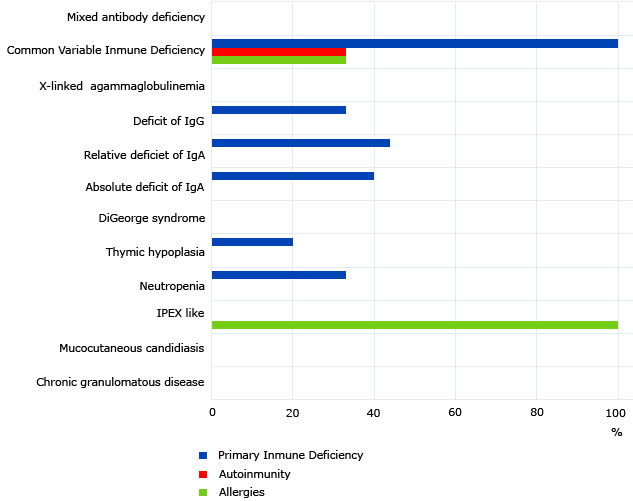 Mixed antibody deficiency
Common Variable Inmune Deficiency
X-linked  agammaglobulinemia
Deficit of IgG
Relative deficiet of IgA
Absolute deficit of IgA
DiGeorge syndrome
Thymic hypoplasia
Neutropenia
IPEX like
Mucocutaneous candidiasis
Chronic granulomatous disease
0 20 40 60 80 100
%
Primary Inmune Deficiency
Autoinmunity
Allergies